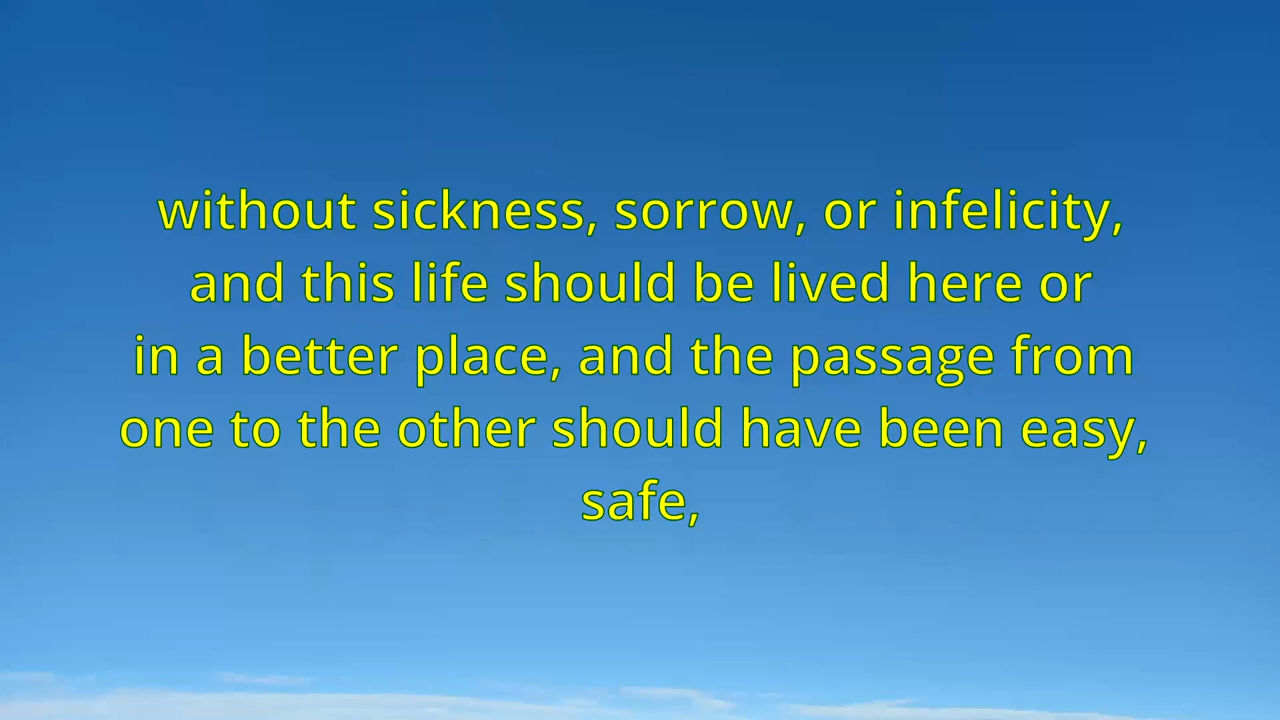 without sickness, sorrow, or infelicity,
and this life should be lived here or
in a better place, and the passage from
one to the other should have been easy,
safe,